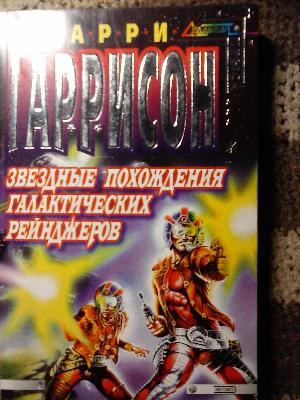 АРРИ
ГАРРИСОН
ЗВЕЗДНЫЕ ПОХОЖДЕНИЯ
ГАЛАКТИЧЕСКИХ
РЕЙНДЖЕРОВ